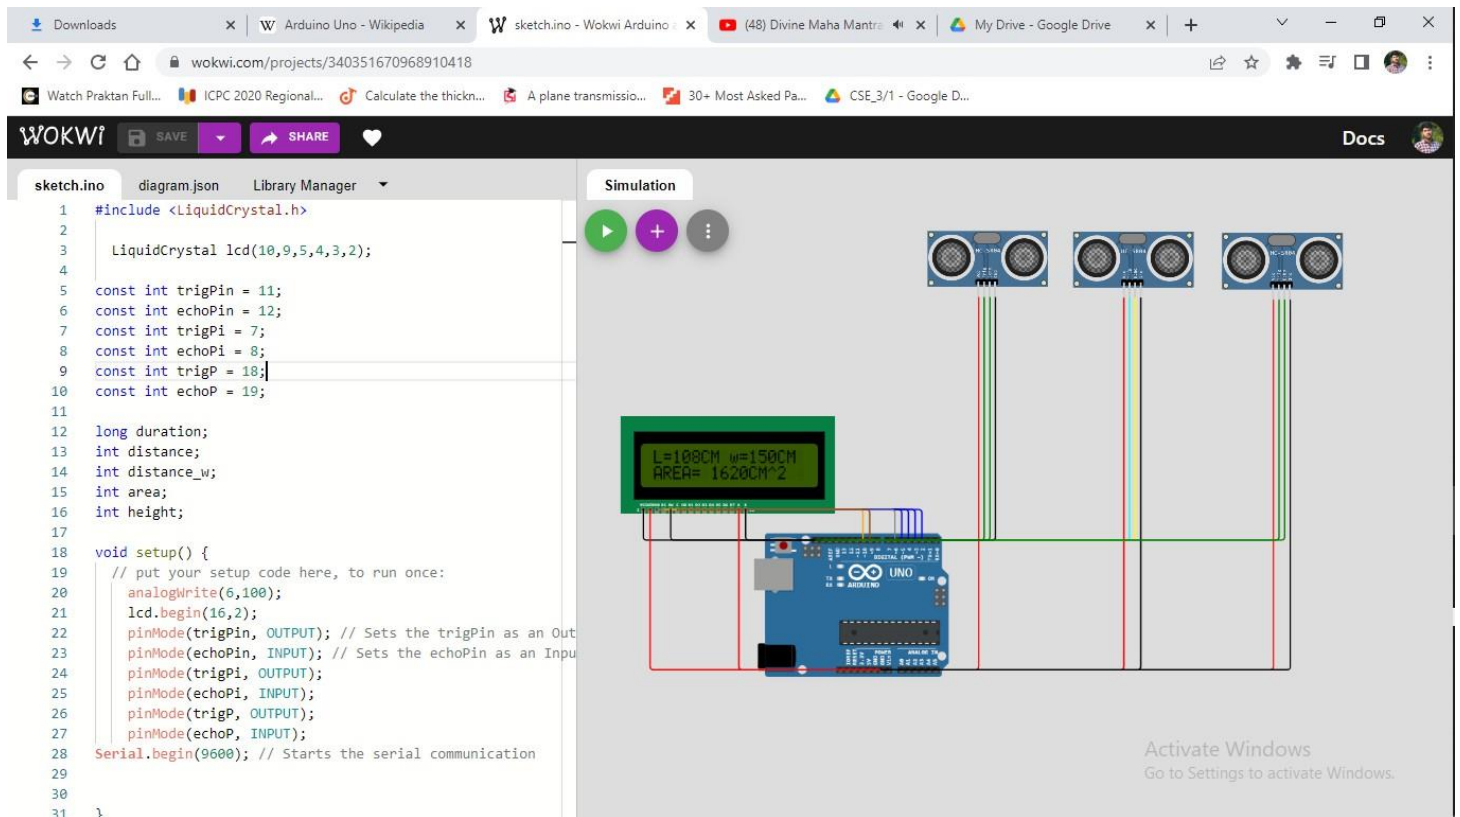 Downloads
Arduino Uno - Wikipedia
sketch.ino - Wokwi Arduino
(48) Divine Maha Mantra
My Drive - Google Drive
wokwi.com/projects/340351670968910418
Watch Praktan Full...
ICPC 2020 Regional...
Calculate the thickn...
A plane transmissio...
30+ Most Asked Pa...
CSE_3/1 - Google D...
WOKWi
SAVE
SHARE
Docs
sketch.ino
diagram.json
Library Manager
Simulation
1 #include <LiquidCrystal.h>
2
3 LiquidCrystal lcd(10,9,5,4,3,2);
4
5 const int trigPin = 11;
6 const int echoPin = 12;
7 const int trigPi = 7;
8 const int echoPi = 8;
9 const int trigP = 18;
10 const int echoP = 19;
11
12 long duration;
13 int distance;
14 int distance_w;
15 int area;
16 int height;
17
18 void setup() {
19 // put your setup code here, to run once:
20 analogWrite(6,100);
21 lcd.begin(16,2);
22 pinMode(trigPin, OUTPUT); // Sets the trigPin as an Out
23 pinMode(echoPin, INPUT); // Sets the echoPin as an Inpu
24 pinMode(trigPi, OUTPUT);
25 pinMode(echoPi, INPUT);
26 pinMode(trigP, OUTPUT);
27 pinMode(echoP, INPUT);
28 Serial.begin(9600); // Starts the serial communication
29
30
31 }
L=108CM w=150CM
AREA= 1620CM^2
DIGITAL (PWM ~)
UNO
ARDUINO
POWER
ANALOG IN
Activate Windows
Go to Settings to activate Windows.